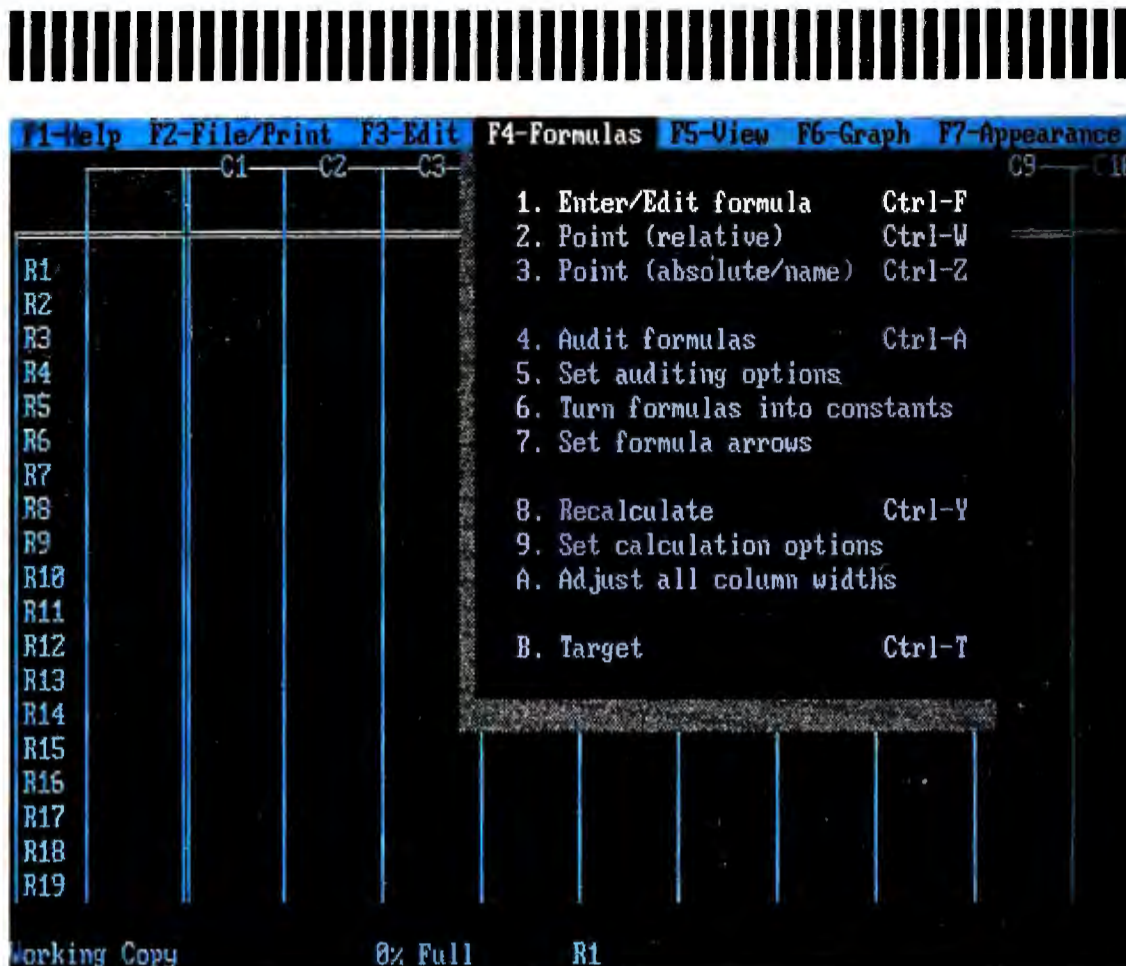 F1-Help F2-File/Print F3-Edit F4-Formulas F5-View F6-Graph F7-Appearance
C1 C2 C3 C9 C10
1. Enter/Edit formula Ctrl-F
2. Point (relative) Ctrl-W
3. Point (absolute/name) Ctrl-Z
4. Audit formulas Ctrl-A
5. Set auditing options
6. Turn formulas into constants
7. Set formula arrows
8. Recalculate Ctrl-Y
9. Set calculation options
A. Adjust all column widths
B. Target Ctrl-T
R1
R2
R3
R4
R5
R6
R7
R8
R9
R10
R11
R12
R13
R14
R15
R16
R17
R18
R19
Working Copy 0% Full R1